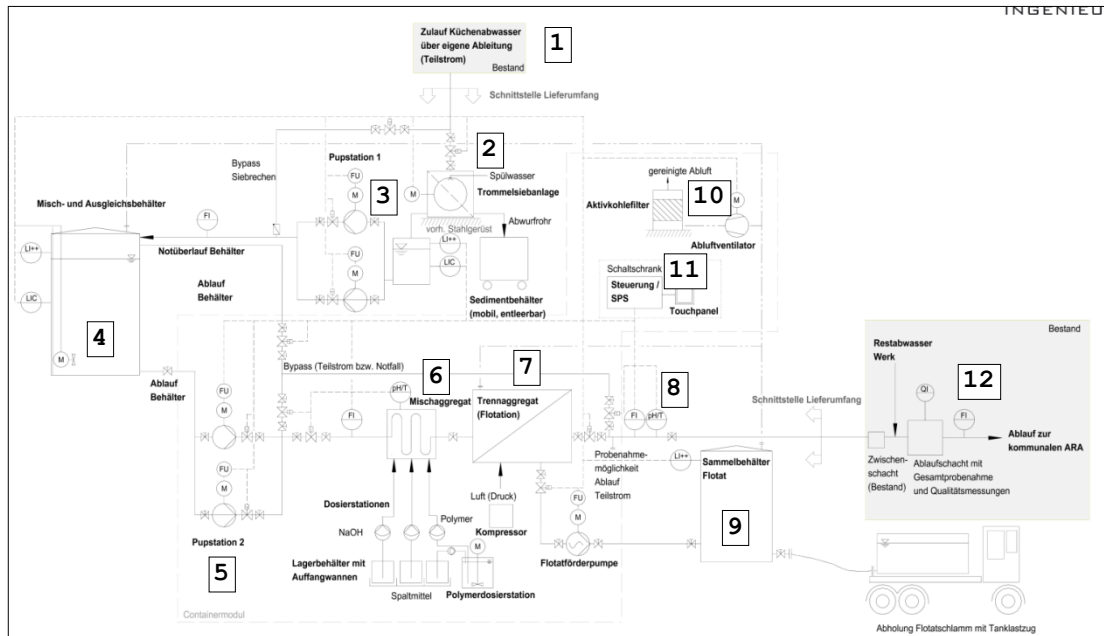 INGENIEU
Zulauf Küchenabwasser
über eigene Ableitung
(Teilstrom)
Bestand
1
Schnittstelle Lieferumfang
2
Bypass
Siebrechen
Pupstation 1
FU
M
3
M
Spülwasser
Trommelsiebanlage
gereinigte Abluft
10
M
Aktivkohlefilter
Abluftventilator
Misch- und Ausgleichsbehälter
FI
vorh. Stahlgerüst
Abwurfrohr
Notüberlauf Behälter
LI++
LI++
FU
M
LIC
Ablauf
Behälter
Schaltschrank
11
Steuerung /
SPS
Touchpanel
LIC
Sedimentbehälter
(mobil, entleerbar)
4
M
Bestand
Restabwasser
Werk
Bypass (Teilstrom bzw. Notfall)
6
7
8
12
Ablauf
Behälter
FU
M
pH/T
Mischaggregat
Trennaggregat
(Flotation)
FI
FI
pH/T
Schnittstelle Lieferumfang
QI
FI
Ablauf zur
kommunalen ARA
FU
M
Probenahme-
möglichkeit
Ablauf
Teilstrom
LI++
Sammelbehälter
Flotat
Zwischen-
schacht
(Bestand)
Ablaufschacht mit
Gesamtprobenahme
und Qualitätsmessungen
Dosierstationen
Luft (Druck)
FU
M
NaOH
Polymer
Kompressor
M
9
Pupstation 2
5
Lagerbehälter mit
Auffangwannen
Flotatförderpumpe
Spaltmittel
Polymerdosierstation
Containermodul
Abholung Flotatschlamm mit Tanklastzug